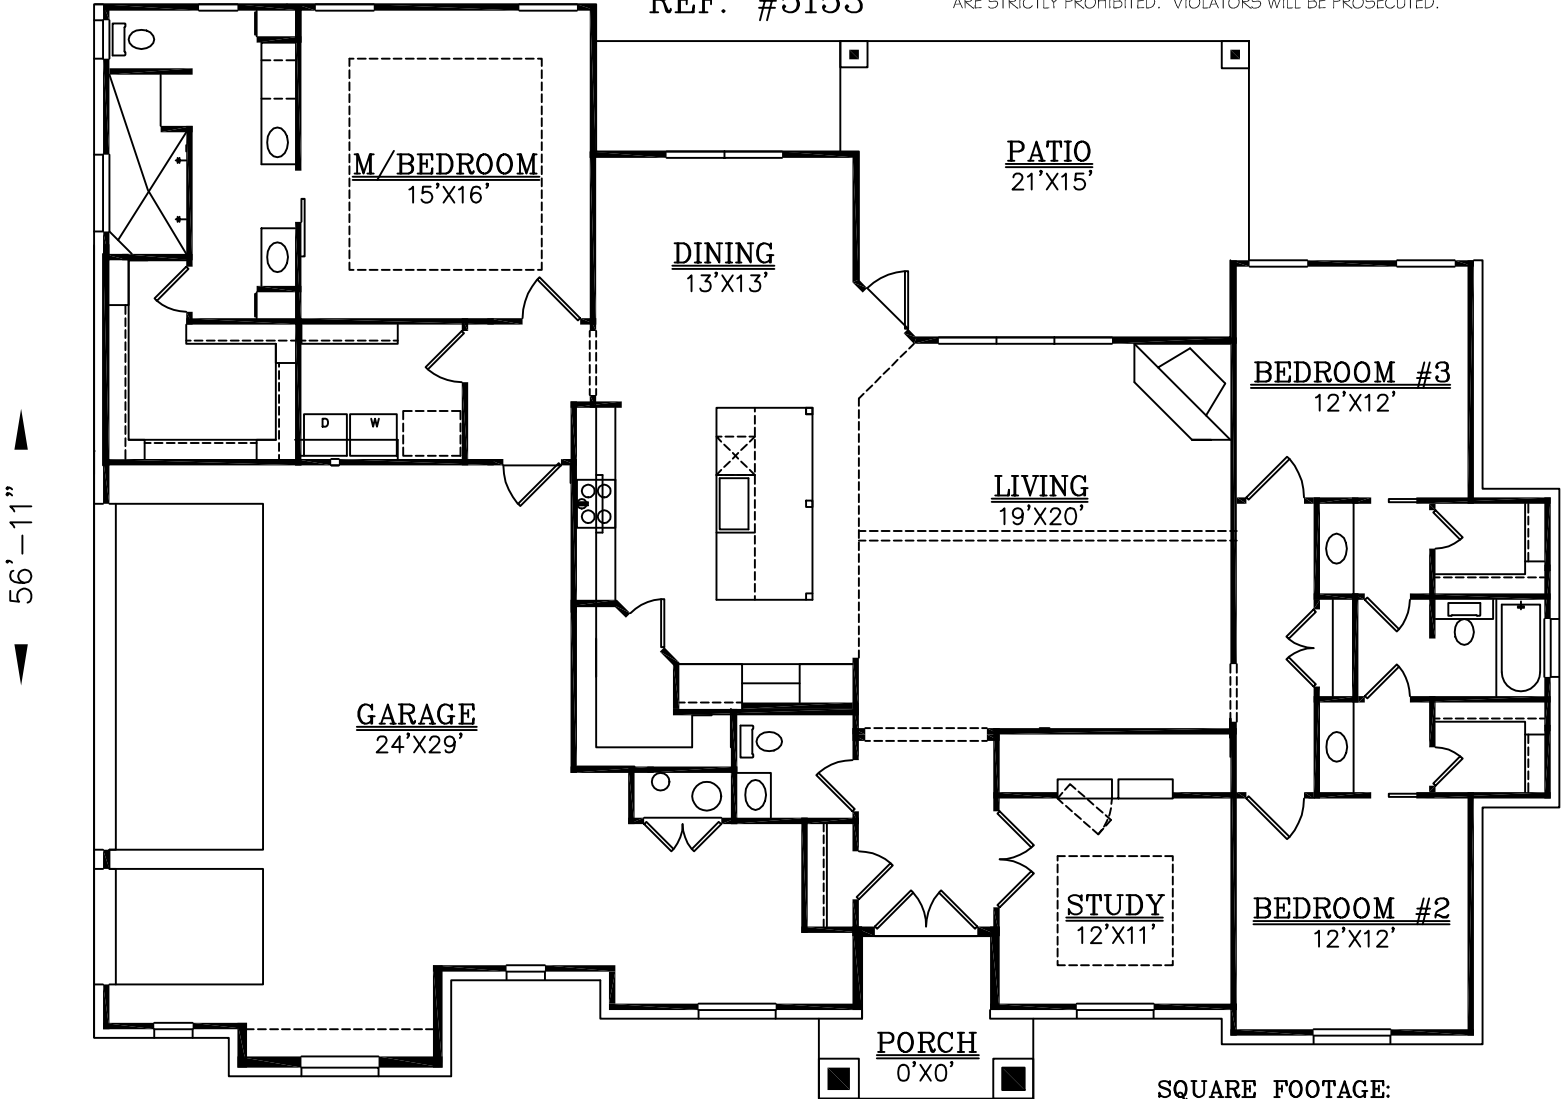 REF: #5153
ARE STRICTLY PROHIBITED. VIOLATORS WILL BE PROSECUTED.
M/BEDROOM
15'X16'
PATIO
21'X15'
DINING
13'X13'
BEDROOM #3
12'X12'
D
W
LIVING
19'X20'
56'-11"
GARAGE
24'X29'
STUDY
12'X11'
BEDROOM #2
12'X12'
PORCH
0'X0'
SQUARE FOOTAGE: